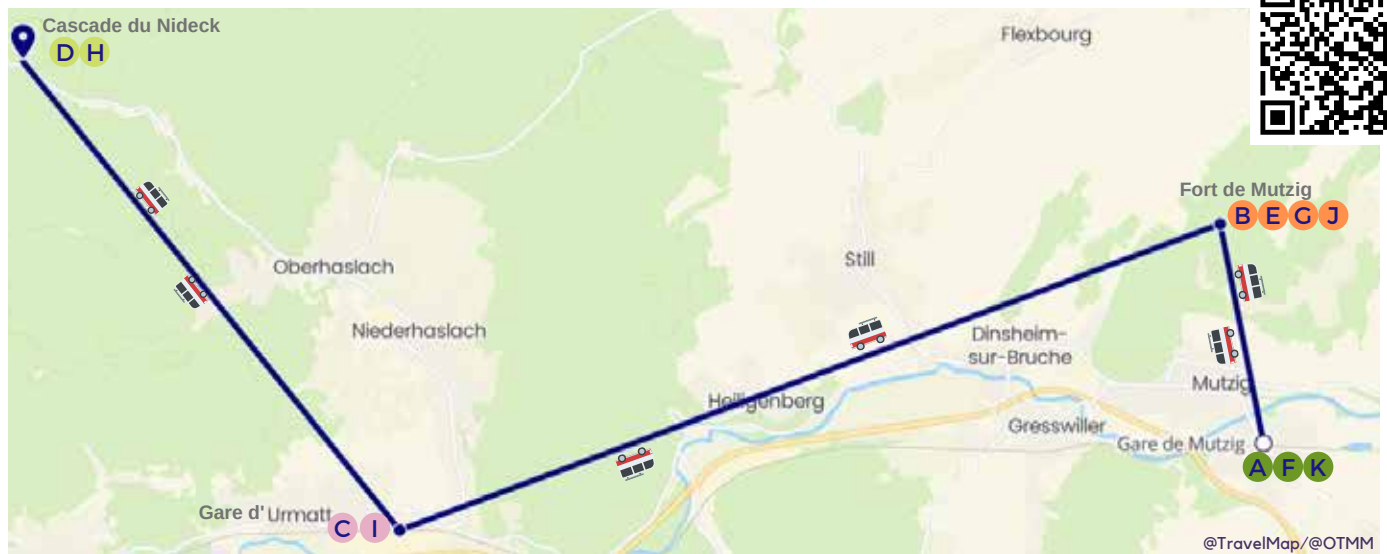 Cascade du Nideck
D H
Flexbourg
Fort de Mutzig
B E G J
Still
Oberhaslach
Niederhaslach
Dinsheim-
sur-Bruche
Mutzig
Heiligenberg
Gresswiller
Gare de Mutzig
A F K
Gare d' Urmatt
C I
@TravelMap/@OTMM